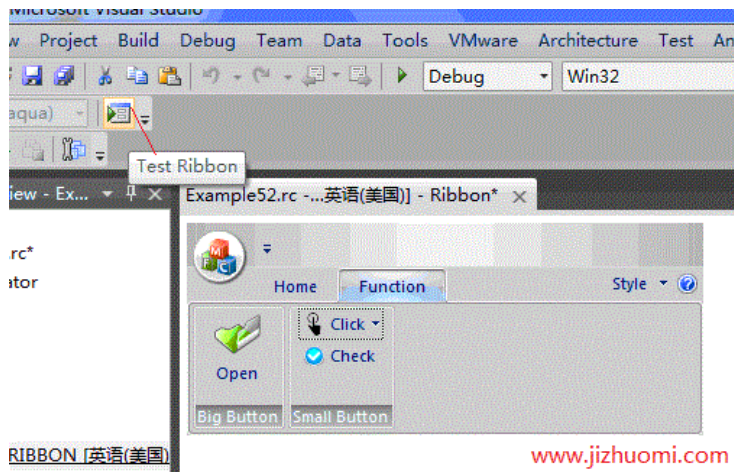 Microsoft Visual Studio
w Project Build Debug Team Data Tools VMware Architecture Test An
Debug Win32
aqua)
Test Ribbon
iew - Ex...
Example52.rc -...英语(美国)] - Ribbon*
rc*
ator
Home Function Style
Click
Check
Open
Big Button Small Button
RIBBON [英语(美国)
www.jizhuomi.com